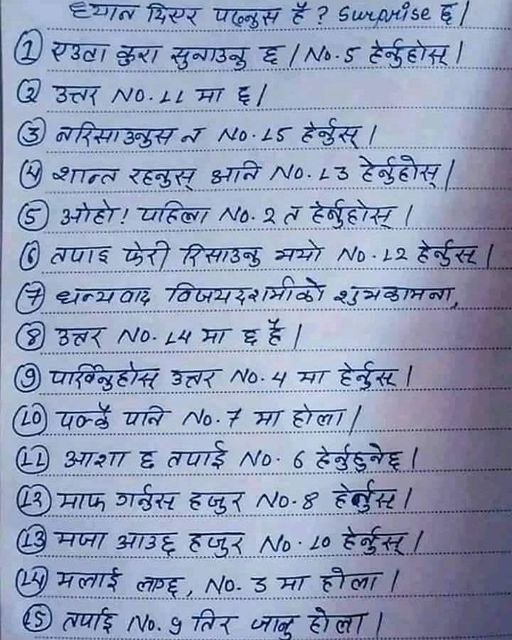 ध्यान दिएर पढ्नुस है ? Surprise छ |
① एउटा कुरा सुनाउनु छ | No. 5 हेर्नुहोस् |
② उत्तर No. 11 मा छ |
③ नरिसाउनुस न No. 15 हेर्नुस् |
④ शान्त रहनुस् अनि No. 13 हेर्नुहोस् |
⑤ ओहो! पहिला No. 2 त हेर्नुहोस् |
⑥ तपाइ फेरी रिसाउनु भयो No. 12 हेर्नुस् |
⑦ धन्यवाद विजयदशमीको शुभकामना,
⑧ उत्तर No. 14 मा छ है |
⑨ पर्खिनुहोस् उत्तर No. 4 मा हेर्नुस् |
⑩ पक्कै पनि No. 7 मा होला |
⑪ आशा छ तपाई No. 6 हेर्नुहुनेछ |
⑫ माफ गर्नुस हजुर No. 8 हेर्नुस् |
⑬ मजा आउछ हजुर No. 10 हेर्नुस् |
⑭ मलाई लाग्छ, No. 3 मा होला |
⑮ तपाई No. 9 तिर जानु होला |